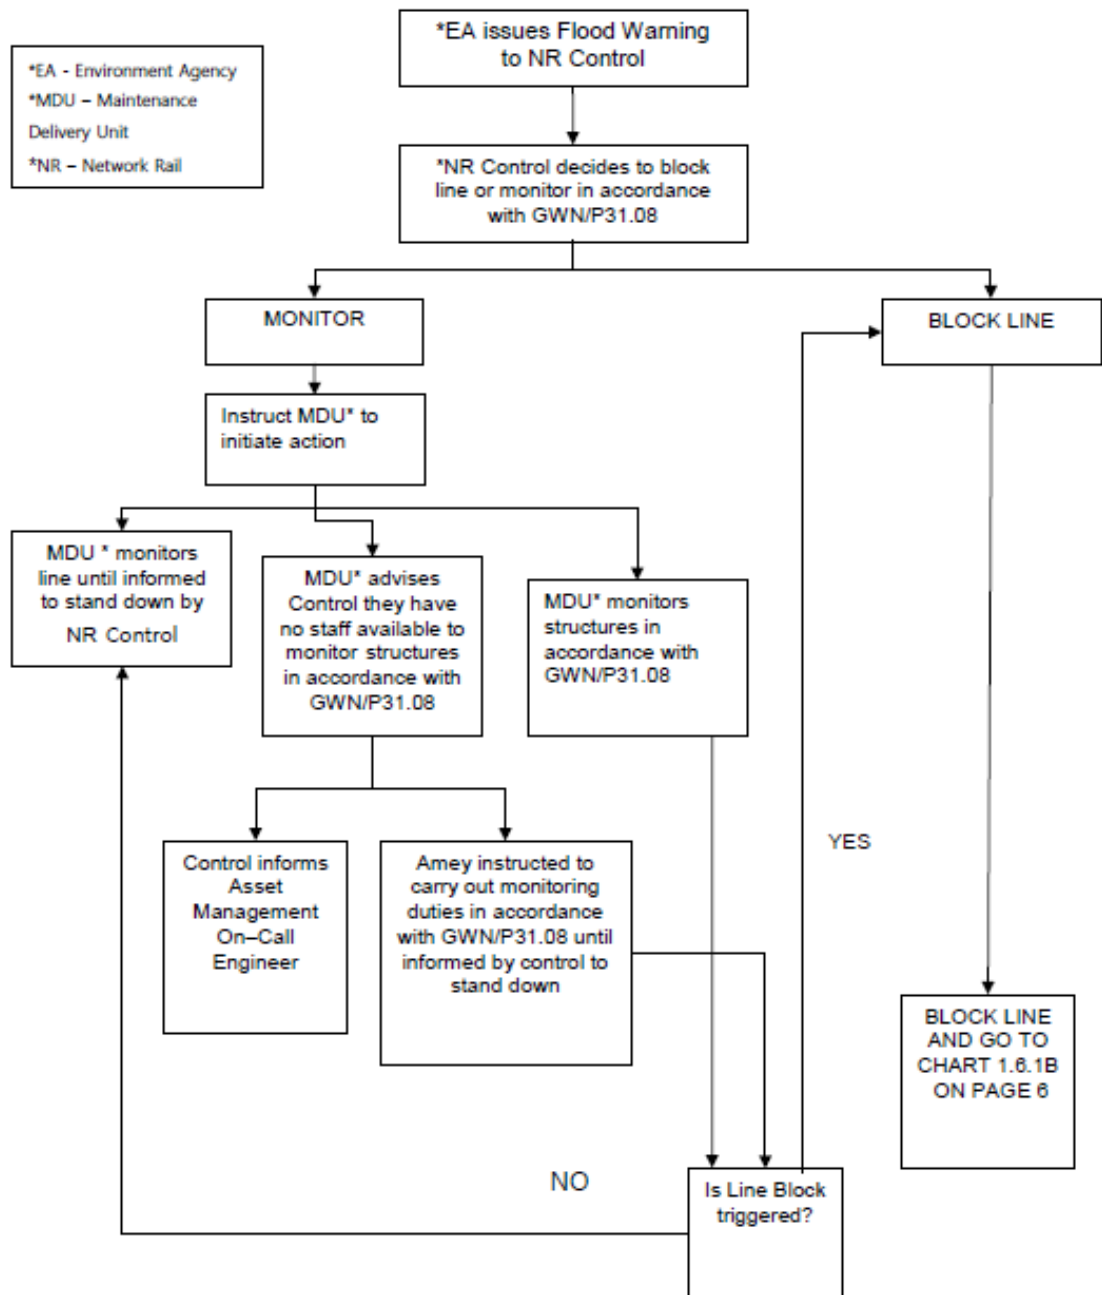 *EA issues Flood Warning
to NR Control
*EA - Environment Agency
*MDU – Maintenance
Delivery Unit
*NR – Network Rail
*NR Control decides to block
line or monitor in accordance
with GWN/P31.08
MONITOR
BLOCK LINE
Instruct MDU* to
initiate action
MDU * monitors
line until informed
to stand down by
NR Control
MDU* advises
Control they have
no staff available to
monitor structures
in accordance with
GWN/P31.08
MDU* monitors
structures in
accordance with
GWN/P31.08
YES
Control informs
Asset
Management
On–Call
Engineer
Amey instructed to
carry out monitoring
duties in accordance
with GWN/P31.08 until
informed by control to
stand down
BLOCK LINE
AND GO TO
CHART 1.6.1B
ON PAGE 6
NO
Is Line Block
triggered?